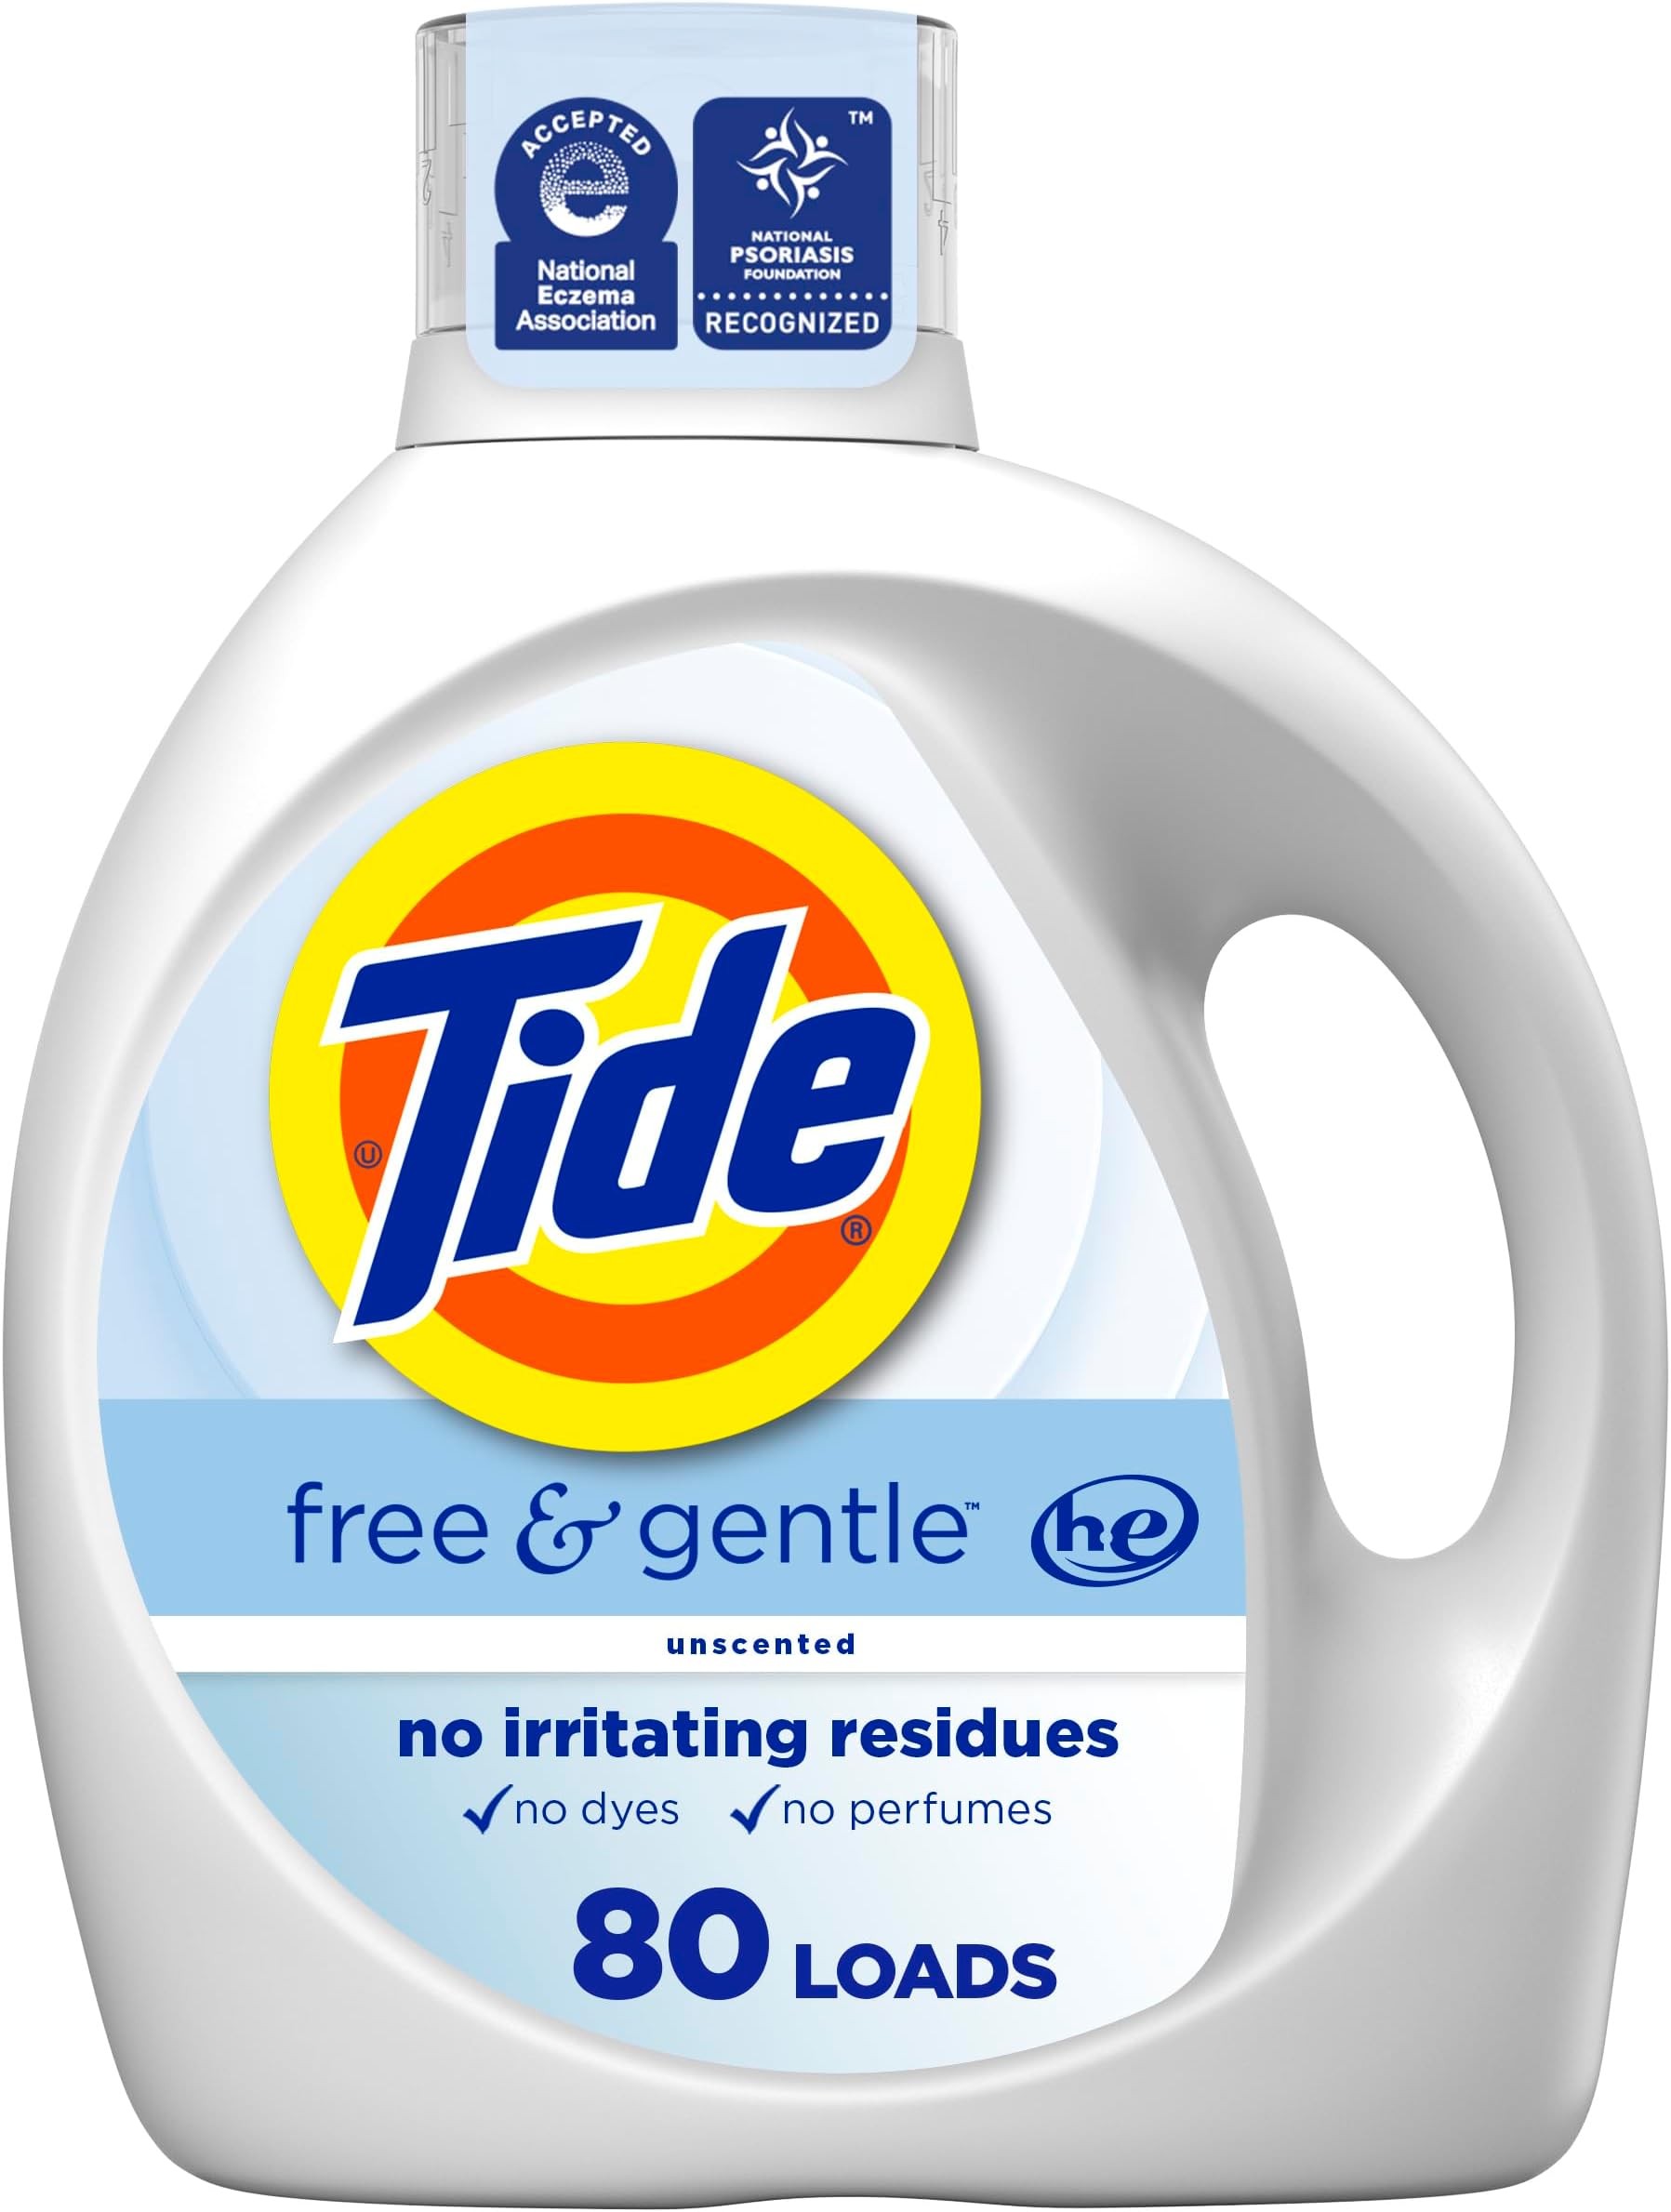 ACCEPTED
e
National
Eczema
Association
TM
NATIONAL
PSORIASIS
FOUNDATION
RECOGNIZED
Tide
Ⓤ
®
free & gentle™ he
unscented
no irritating residues
✓no dyes ✓no perfumes
80 LOADS